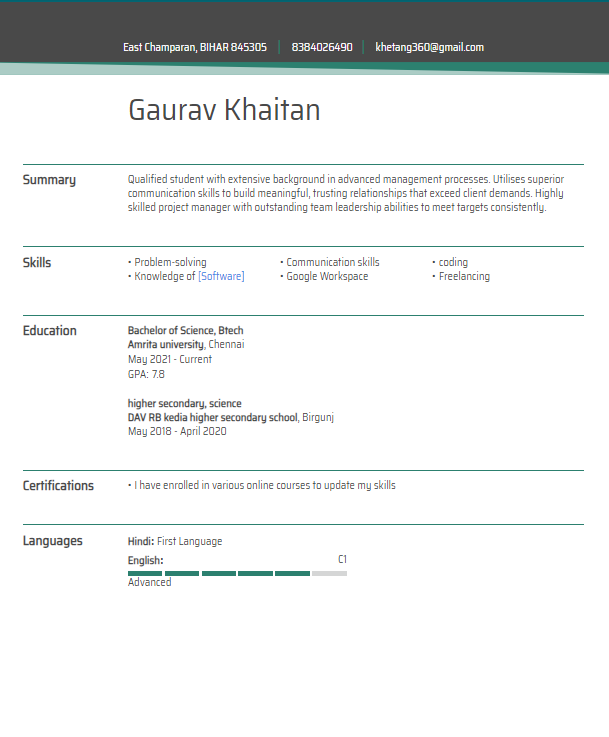 East Champaran, BIHAR 845305 | 8384026490 | khetang360@gmail.com
Gaurav Khaitan
Summary
Qualified student with extensive background in advanced management processes. Utilises superior
communication skills to build meaningful, trusting relationships that exceed client demands. Highly
skilled project manager with outstanding team leadership abilities to meet targets consistently.
Skills
• Problem-solving
• Knowledge of [Software]
• Communication skills
• Google Workspace
• coding
• Freelancing
Education
Bachelor of Science, Btech
Amrita university, Chennai
May 2021 - Current
GPA: 7.8
higher secondary, science
DAV RB kedia higher secondary school, Birgunj
May 2018 - April 2020
Certifications
• I have enrolled in various online courses to update my skills
Languages
Hindi: First Language
English: C1
Advanced